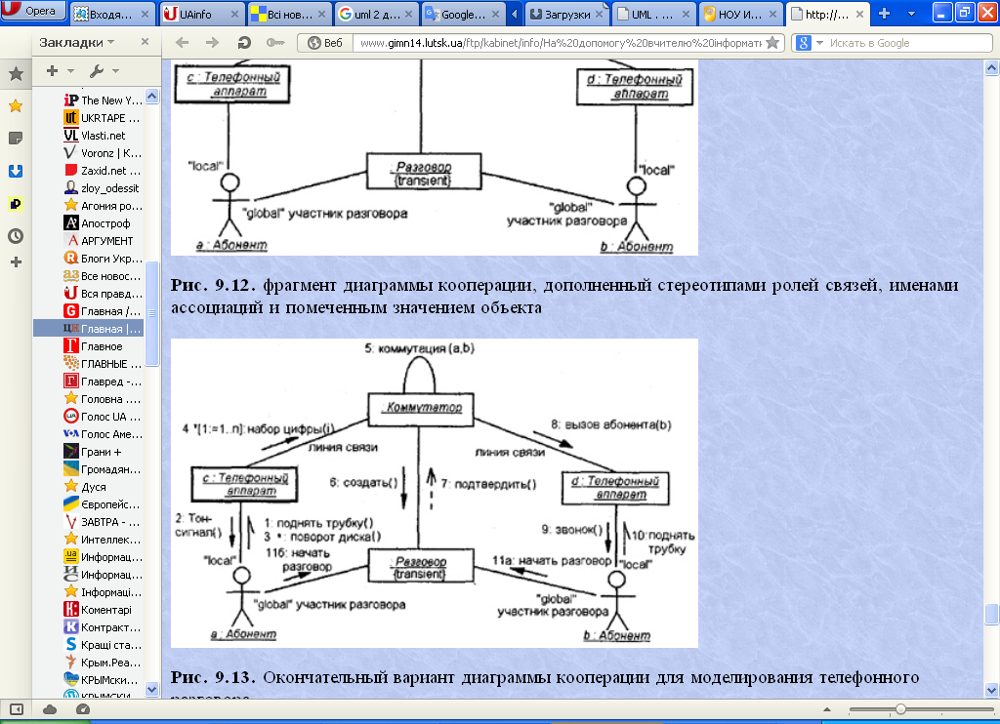 Opera
Входя...
UAinfo
Всі нов...
uml 2 д...
Google...
Загрузки
UML . ...
НОУ И...
http://...
Закладки
Веб
www.gimn14.lutsk.ua/ftp/kabinet/info/На%20допомогу%20вчителю%20інформати
Искать в Google
The New Y...
UKRTAPE ...
Vlasti.net
Voronz | К...
Zaxid.net ...
zloy_odessit
Агония ро...
Апостроф
АРГУМЕНТ
Блоги Укр...
Все новос...
Вся правд...
Главная /...
Главная |...
Главное
ГЛАВНЫЕ ...
Главред -...
Головна ....
Голос UA ...
Голос Аме...
Грани +
Громадян...
Дуся
Європейс...
ЗАВТРА - ...
Интеллек...
Информац...
Информац...
Інформаці...
Коментарі
Контракт...
Кращі ста...
Крым.Реа...
КРЫМски...
КРЫМСКИ...
c : Телефонный
аппарат
d : Телефонный
аппарат
"local"
: Разговор
{transient}
"local"
"global" участник разговора
"global"
участник разговора
a : Абонент
b : Абонент
Рис. 9.12. фрагмент диаграммы кооперации, дополненный стереотипами ролей связей, именами
ассоциаций и помеченным значением объекта
5: коммутация (a,b)
: Коммутатор
4 *[1:=1..n]: набор цифры(i)
8: вызов абонента(b)
линия связи
линия связи
c : Телефонный
аппарат
6: создать()
7: подтвердить()
d : Телефонный
аппарат
2: Тон-
сигнал()
1: поднять трубку()
3 *: поворот диска()
9: звонок()
10: поднять
трубку
"local"
11б: начать
разговор
: Разговор
{transient}
11а: начать разговор
"local"
"global" участник разговора
"global"
участник разговора
a : Абонент
b : Абонент
Рис. 9.13. Окончательный вариант диаграммы кооперации для моделирования телефонного
разговора